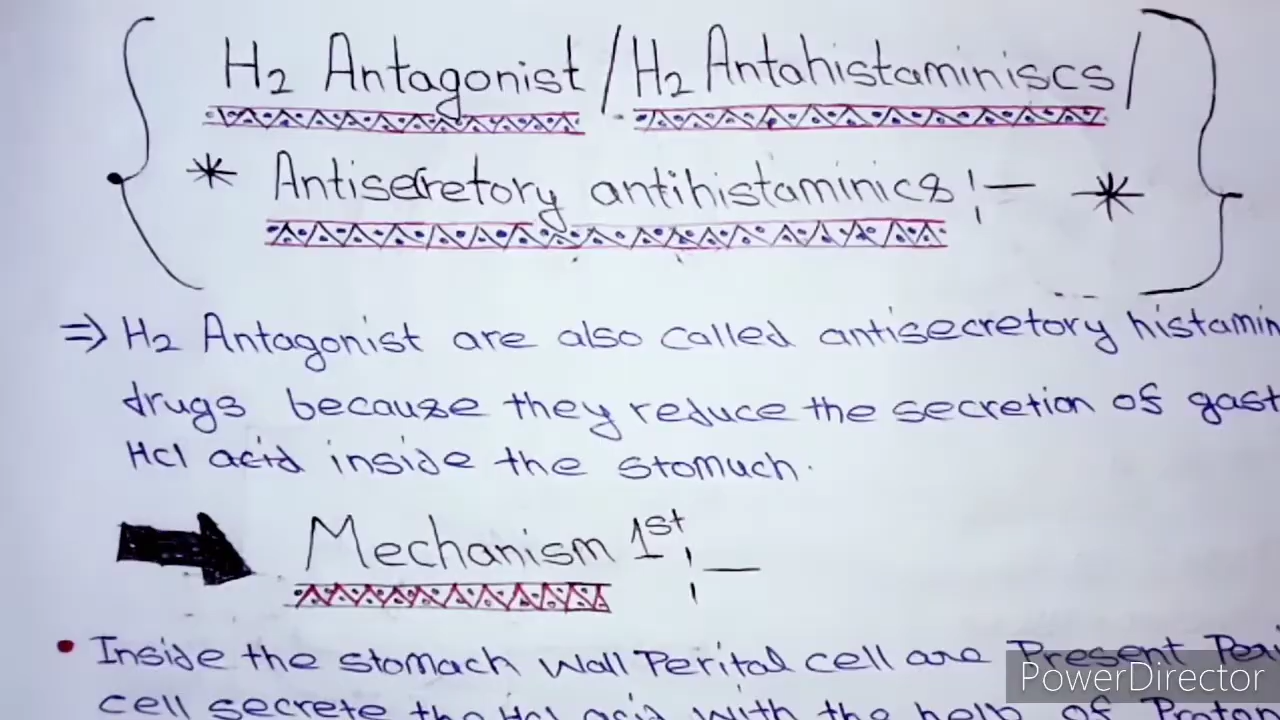 H2 Antagonist / H2 Antahistaminiscs /
* Antisecretory antihistaminics :- *
⇒ H2 Antagonist are also called antisecretory histamin
drugs because they reduce the secretion of gast
Hcl acid inside the stomuch.
Mechanism 1st :-
• Inside the stomach wall Perital cell are Present Peri
cell secrete the Hcl acid with the help of Proton
PowerDirector